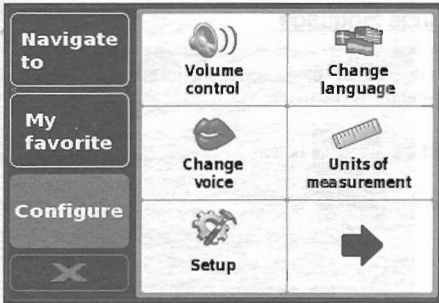 Navigate
to
My
favorite
Configure
Volume
control
Change
language
Change
voice
Units of
measurement
Setup